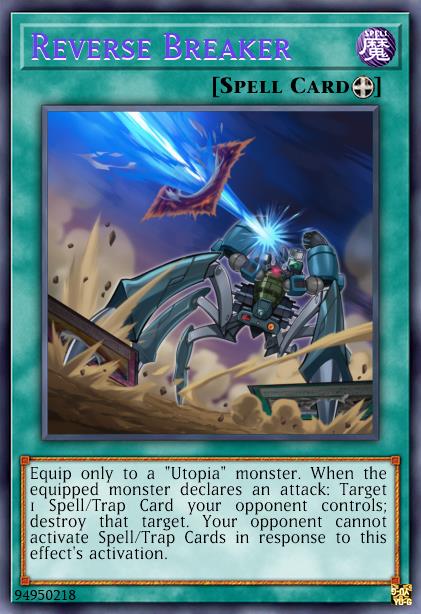 Reverse Breaker
SPELL
魔
[Spell Card]
Equip only to a "Utopia" monster. When the
equipped monster declares an attack: Target
1 Spell/Trap Card your opponent controls;
destroy that target. Your opponent cannot
activate Spell/Trap Cards in response to this
effect's activation.
94950218